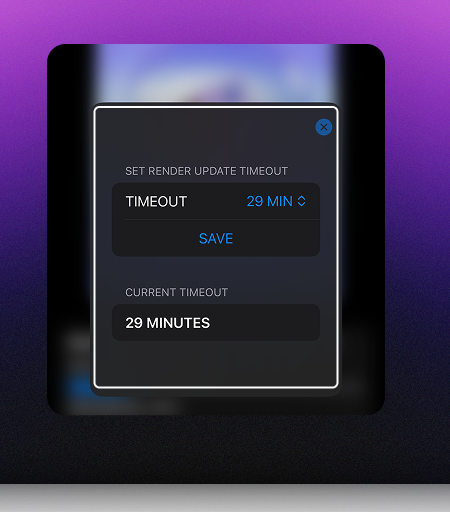 SET RENDER UPDATE TIMEOUT
TIMEOUT 29 MIN
SAVE
CURRENT TIMEOUT
29 MINUTES